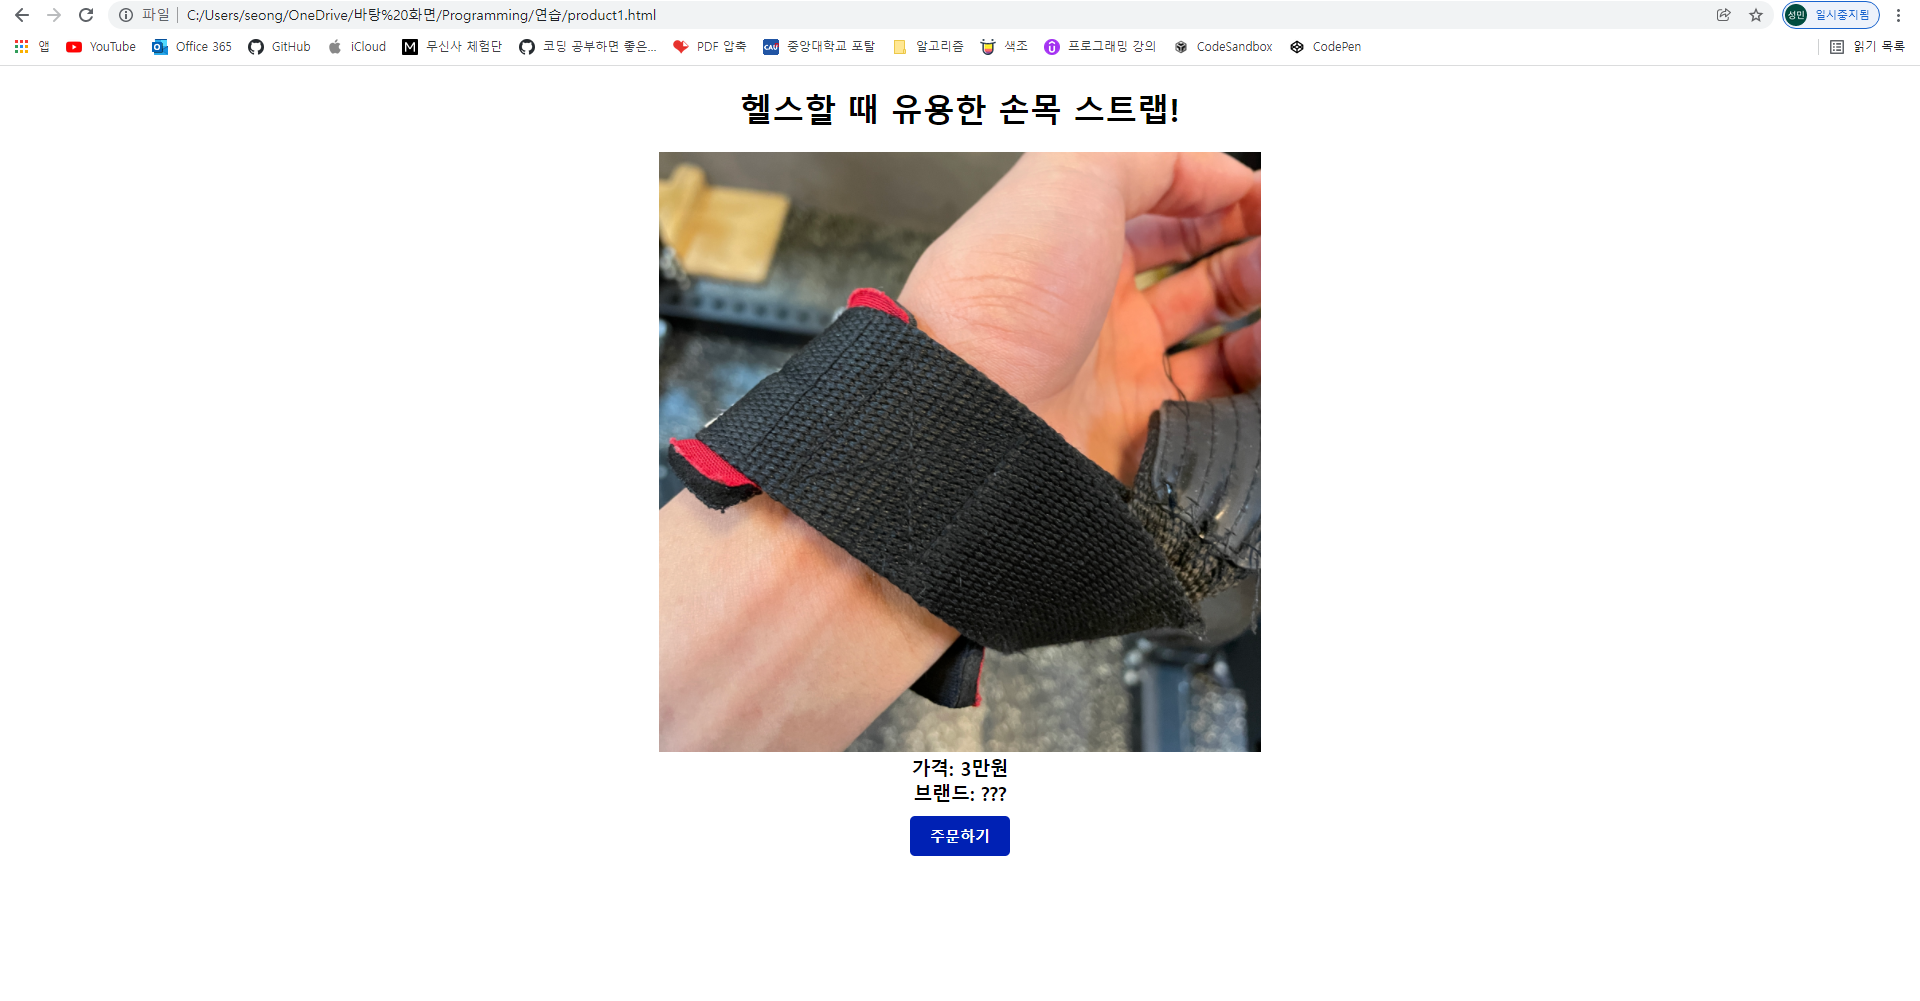 파일 C:/Users/seong/OneDrive/바탕%20화면/Programming/연습/product1.html 성민 일시중지됨
앱 YouTube Office 365 GitHub iCloud M 무신사 체험단 코딩 공부하면 좋은... PDF 압축 CAU 중앙대학교 포탈 알고리즘 색조 프로그래밍 강의 CodeSandbox CodePen 읽기 목록
헬스할 때 유용한 손목 스트랩!
가격: 3만원
브랜드: ???
주문하기